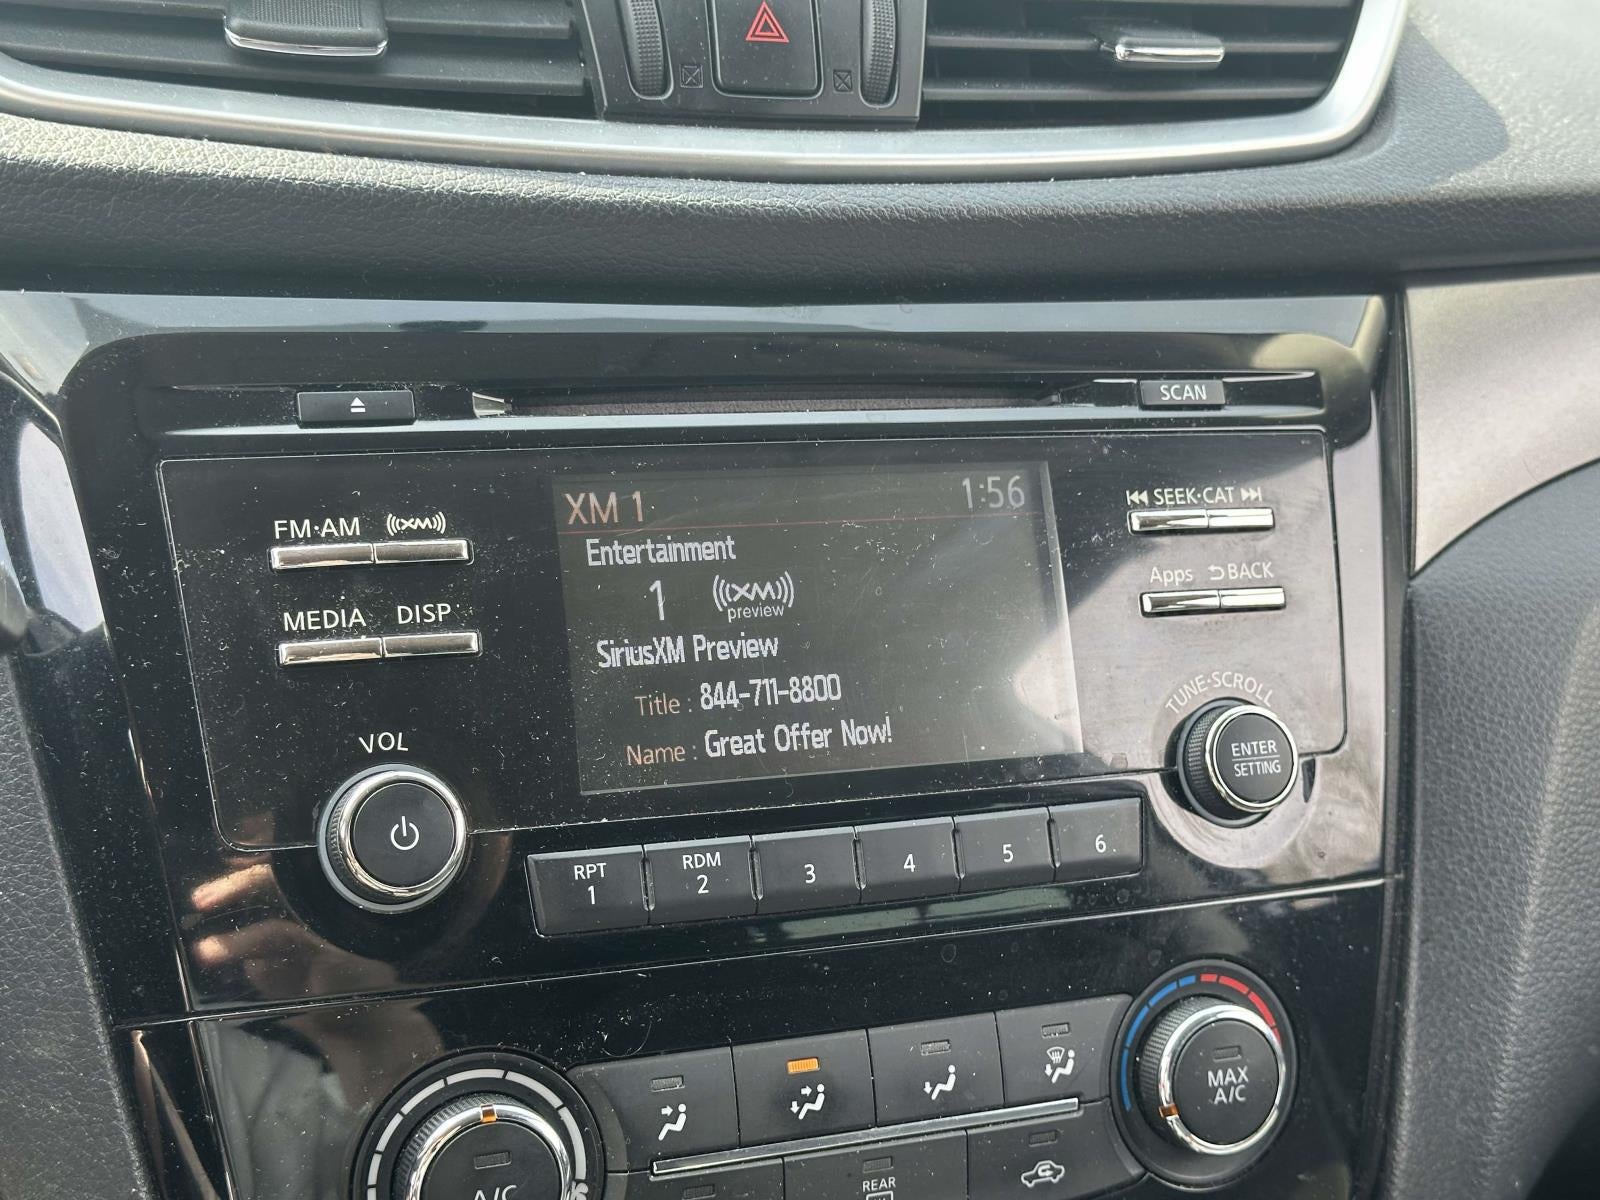 SCAN
FM·AM
XM
MEDIA
DISP
VOL
XM 1
1:56
Entertainment
1
XM
preview
SiriusXM Preview
Title : 844-711-8800
Name : Great Offer Now!
SEEK·CAT
Apps
BACK
TUNE·SCROLL
ENTER
SETTING
RPT
1
RDM
2
3
4
5
6
MAX
A/C
A/C
REAR